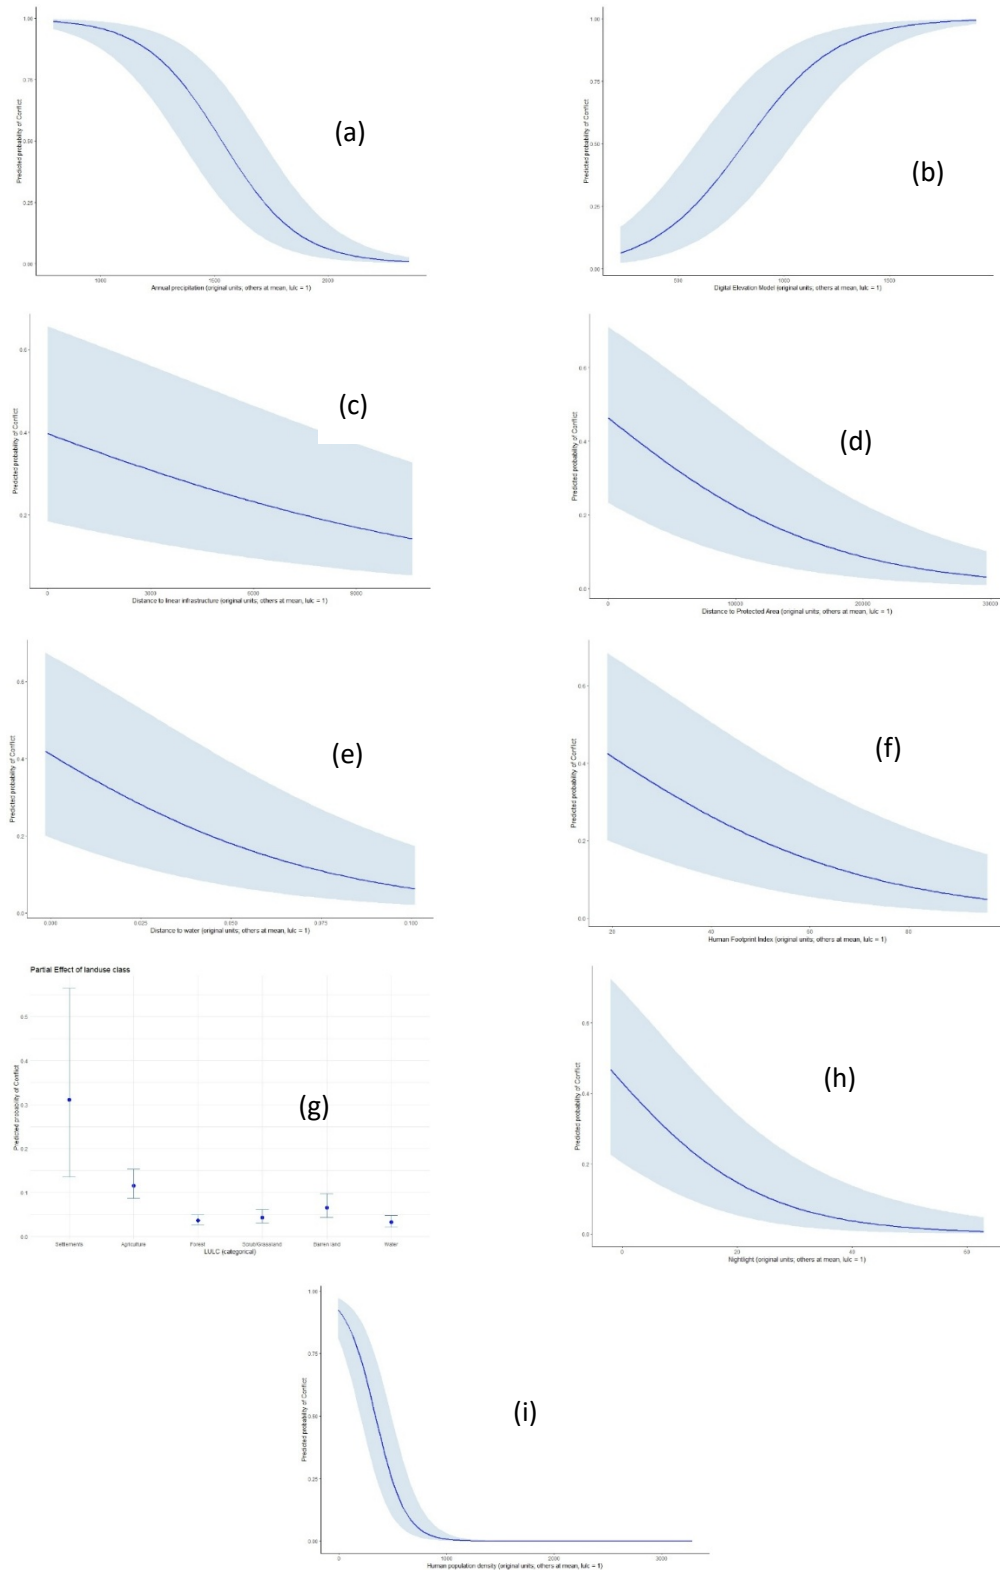 1.00
0.75
0.50
0.25
0.00
Predicted probability of Conflict
(a)
1000
1500
2000
Annual precipitation (original units; others at mean, lulc = 1)
1.00
0.75
0.50
0.25
0.00
Predicted probability of Conflict
(b)
500
1000
1500
Digital Elevation Model (original units; others at mean, lulc = 1)
0.6
0.4
0.2
Predicted probability of Conflict
(c)
0
3000
6000
9000
Distance to linear infrastructure (original units; others at mean, lulc = 1)
0.6
0.4
0.2
0.0
Predicted probability of Conflict
(d)
0
10000
20000
30000
Distance to Protected Area (original units; others at mean, lulc = 1)
0.6
0.4
0.2
0.0
Predicted probability of Conflict
(e)
0.000
0.025
0.050
0.075
0.100
Distance to water (original units; others at mean, lulc = 1)
0.6
0.4
0.2
0.0
Predicted probability of Conflict
(f)
20
40
60
80
Human Footprint Index (original units; others at mean, lulc = 1)
Partial Effect of landuse class
0.5
0.4
0.3
0.2
0.1
0.0
Predicted probability of Conflict
(g)
Settlements
Agriculture
Forest
Scrub/Grassland
Barren land
Water
LULC (categorical)
0.6
0.4
0.2
0.0
Predicted probability of Conflict
(h)
0
20
40
60
Nightlight (original units; others at mean, lulc = 1)
1.00
0.75
0.50
0.25
0.00
Predicted probability of Conflict
(i)
0
1000
2000
3000
Human population density (original units; others at mean, lulc = 1)